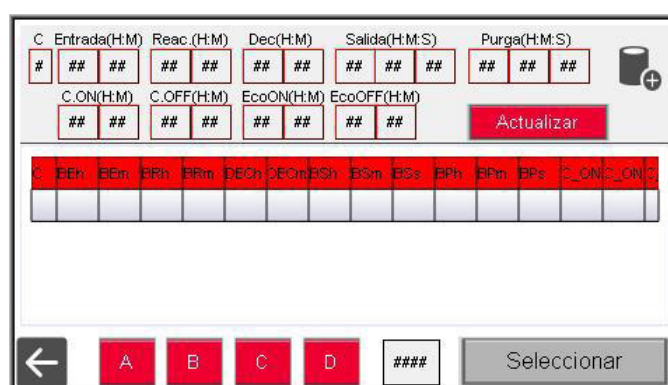 C Entrada(H:M) Reac.(H:M) Dec(H:M) Salida(H:M:S) Purga(H:M:S)
# ## ## ## ## ## ## ## ## ## ## ## ##
C.ON(H:M) C.OFF(H:M) EcoON(H:M) EcoOFF(H:M)
## ## ## ## ## ## ## ## Actualizar
C BEh BEm BRh BRm DECh DECm BSh BSm BSs BPh BPm BPs C_ON C_ON C_
A B C D #### Seleccionar